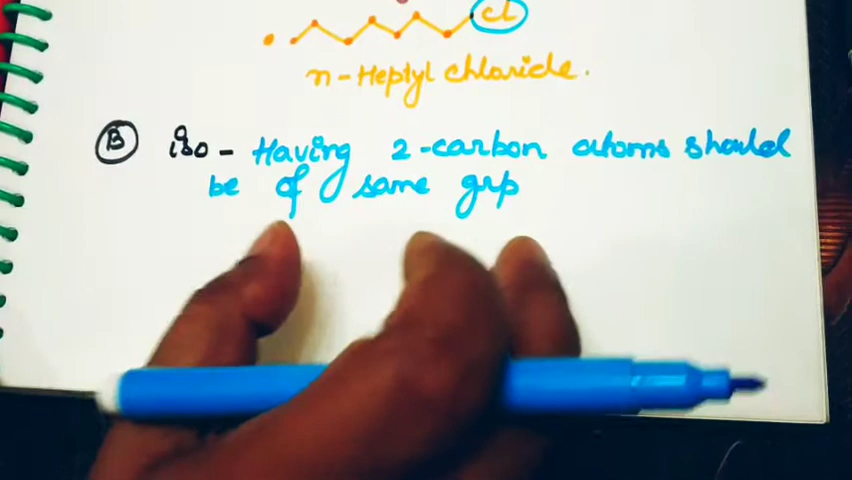 Cl
n-Heptyl chloride.
B iso - Having 2-carbon atoms should
be of same grp